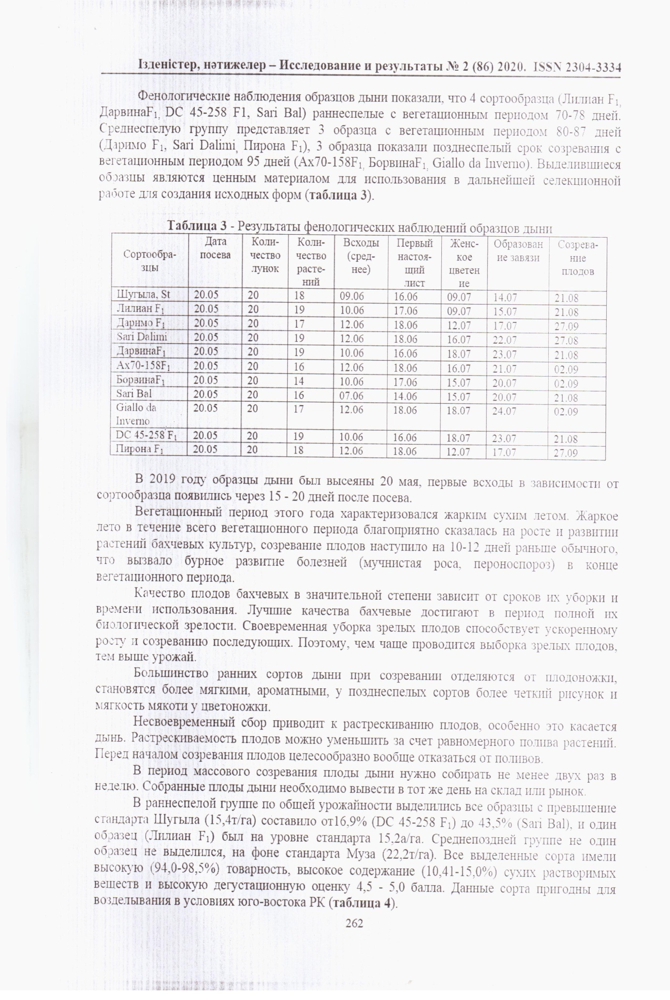 Ізденістер, нәтижелер – Исследование и результаты № 2 (86) 2020. ISSN 2304-3334
Фенологические наблюдения образцов дыни показали, что 4 сортообразца (Лилиан F1,
ДарвинаF1, DC 45-258 F1, Sari Bal) раннеспелые с вегетационным периодом 70-78 дней.
Среднеспелую группу представляет 3 образца с вегетационным периодом 80-87 дней
(Даримо F1, Sari Dalimi, Пирона F1), 3 образца показали позднеспелый срок созревания с
вегетационным периодом 95 дней (Ах70-158F1, БорвинаF1, Giallo da Inverno). Выделившиеся
образцы являются ценным материалом для использования в дальнейшей селекционной
работе для создания исходных форм (таблица 3).
Таблица 3 - Результаты фенологических наблюдений образцов дыни
Сортообра-зцы | Дата посева | Коли-чество лунок | Коли-чество расте-ний | Всходы (сред-нее) | Первый настоя-щий лист | Женс-кое цветен ие | Образован ие завязи | Созрева-ние плодов
Шугыла, St 20.05 20 18 09.06 16.06 09.07 14.07 21.08
Лилиан F1 20.05 20 19 10.06 17.06 09.07 15.07 21.08
Даримо F1 20.05 20 17 12.06 18.06 12.07 17.07 27.09
Sari Dalimi 20.05 20 19 12.06 18.06 16.07 22.07 27.08
ДарвинаF1 20.05 20 19 10.06 16.06 18.07 23.07 21.08
Ах70-158F1 20.05 20 16 12.06 18.06 16.07 21.07 02.09
БорвинаF1 20.05 20 14 10.06 17.06 15.07 20.07 02.09
Sari Bal 20.05 20 16 07.06 14.06 15.07 20.07 21.08
Giallo da Inverno 20.05 20 17 12.06 18.06 18.07 24.07 02.09
DC 45-258 F1 20.05 20 19 10.06 16.06 18.07 23.07 21.08
Пирона F1 20.05 20 18 12.06 18.06 12.07 17.07 27.09
В 2019 году образцы дыни был высеяны 20 мая, первые всходы в зависимости от
сортообразца появились через 15 - 20 дней после посева.
Вегетационный период этого года характеризовался жарким сухим летом. Жаркое
лето в течение всего вегетационного периода благоприятно сказалась на росте и развитии
растений бахчевых культур, созревание плодов наступило на 10-12 дней раньше обычного,
что вызвало бурное развитие болезней (мучнистая роса, пероноспороз) в конце
вегетационного периода.
Качество плодов бахчевых в значительной степени зависит от сроков их уборки и
времени использования. Лучшие качества бахчевые достигают в период полной их
биологической зрелости. Своевременная уборка зрелых плодов способствует ускоренному
росту и созреванию последующих. Поэтому, чем чаще проводится выборка зрелых плодов,
тем выше урожай.
Большинство ранних сортов дыни при созревании отделяются от плодоножки,
становятся более мягкими, ароматными, у позднеспелых сортов более четкий рисунок и
мягкость мякоти у цветоножки.
Несвоевременный сбор приводит к растрескиванию плодов, особенно это касается
дынь. Растрескиваемость плодов можно уменьшить за счет равномерного полива растений.
Перед началом созревания плодов целесообразно вообще отказаться от поливов.
В период массового созревания плоды дыни нужно собирать не менее двух раз в
неделю. Собранные плоды дыни необходимо вывести в тот же день на склад или рынок.
В раннеспелой группе по общей урожайности выделились все образцы с превышение
стандарта Шугыла (15,4т/га) составило от16,9% (DC 45-258 F1) до 43,5% (Sari Bal), и один
образец (Лилиан F1) был на уровне стандарта 15,2а/га. Среднепоздней группе не один
образец не выделился, на фоне стандарта Муза (22,2т/га). Все выделенные сорта имели
высокую (94,0-98,5%) товарность, высокое содержание (10,41-15,0%) сухих растворимых
веществ и высокую дегустационную оценку 4,5 - 5,0 балла. Данные сорта пригодны для
возделывания в условиях юго-востока РК (таблица 4).
262